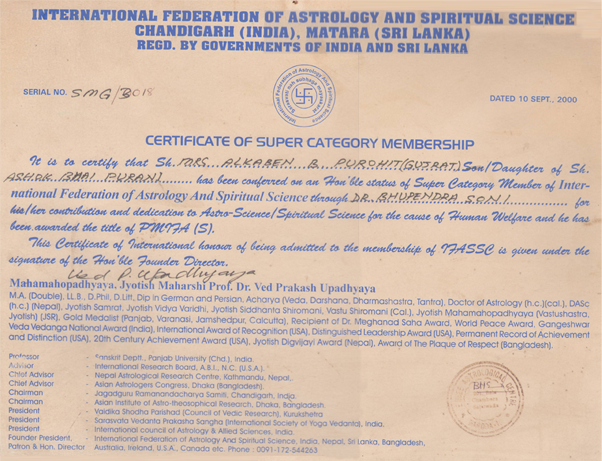 INTERNATIONAL FEDERATION OF ASTROLOGY AND SPIRITUAL SCIENCE
CHANDIGARH (INDIA), MATARA (SRI LANKA)
REGD. BY GOVERNMENTS OF INDIA AND SRI LANKA
SERIAL NO. SMG/B018
DATED 10 SEPT., 2000
CERTIFICATE OF SUPER CATEGORY MEMBERSHIP
It is to certify that Sh. MRS ALKABEN B PUROHIT (GUJRAT) Son/Daughter of Sh.
ASHOK BHAI PURANI ......... has been conferred on an Hon'ble status of Super Category Member of Inter-
national Federation of Astrology And Spiritual Science through DR. BHUPENDRA SONI ............ for
his/her contribution and dedication to Astro-Science/Spiritual Science for the cause of Human Welfare and he has
been awarded the title of PMIFA (S).
This Certificate of International honour of being admitted to the membership of IFASSC is given under the
signature of the Hon'ble Founder Director.
Ved P. Upadhyaya
Mahamahopadhyaya, Jyotish Maharshi Prof. Dr. Ved Prakash Upadhyaya
M.A. (Double), LL B., D.Phil, D.Litt, Dip in German and Persian, Acharya (Veda, Darshana, Dharmashastra, Tantra), Doctor of Astrology (h.c.)(cal.), DASc
(h.c.) (Nepal), Jyotish Samrat, Jyotish Vidya Varidhi, Jyotish Siddhanta Shiromani, Vastu Shiromani (Cal.), Jyotish Mahamahopadhyaya (Vastushastra,
Jyotish) (JSR), Gold Medalist (Panjab, Varanasi, Jamshedpur, Calcutta), Recipient of Dr. Meghanad Saha Award, World Peace Award, Gangeshwar
Veda Vedanga National Award (India), International Award of Recognition (USA), Distinguished Leadership Award (USA), Permanent Record of Achievement
and Distinction (USA), 20th Century Achievement Award (USA), Jyotish Digvijayi Award (Nepal), Award of The Plaque of Respect (Bangladesh).
Professor - Sanskrit Deptt., Panjab University (Chd.), India.
Advisor - International Research Board, A.B.I., N.C. (U.S.A.).
Chief Advisor - Nepal Astrological Research Centre, Kathmandu, Nepal.
Chief Advisor - Asian Astrologers Congress, Dhaka (Bangladesh).
Chairman - Jagadguru Ramanandacharya Samiti, Chandigarh, India.
Chairman - Asian Institute of Astro-theosophical Research, Dhaka, Bangladesh.
President - Vaidika Shodha Parishad (Council of Vedic Research), Kurukshetra
President - Sarasvata Vedanta Prakasha Sangha (International Society of Yoga Vedanta), India.
President - International council of Astrology & Allied Sciences, India.
Founder President. - International Federation of Astrology And Spiritual Science, India, Nepal, Sri Lanka, Bangladesh,
Patron & Hon. Director - Australia, Ireland, U.S.A., Canada etc. Phone : 0091-172-544263